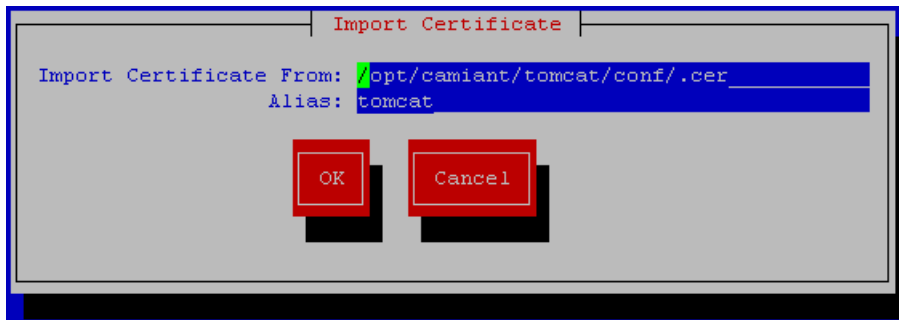 Import Certificate
Import Certificate From: /opt/camiant/tomcat/conf/.cer
Alias: tomcat
OK
Cancel